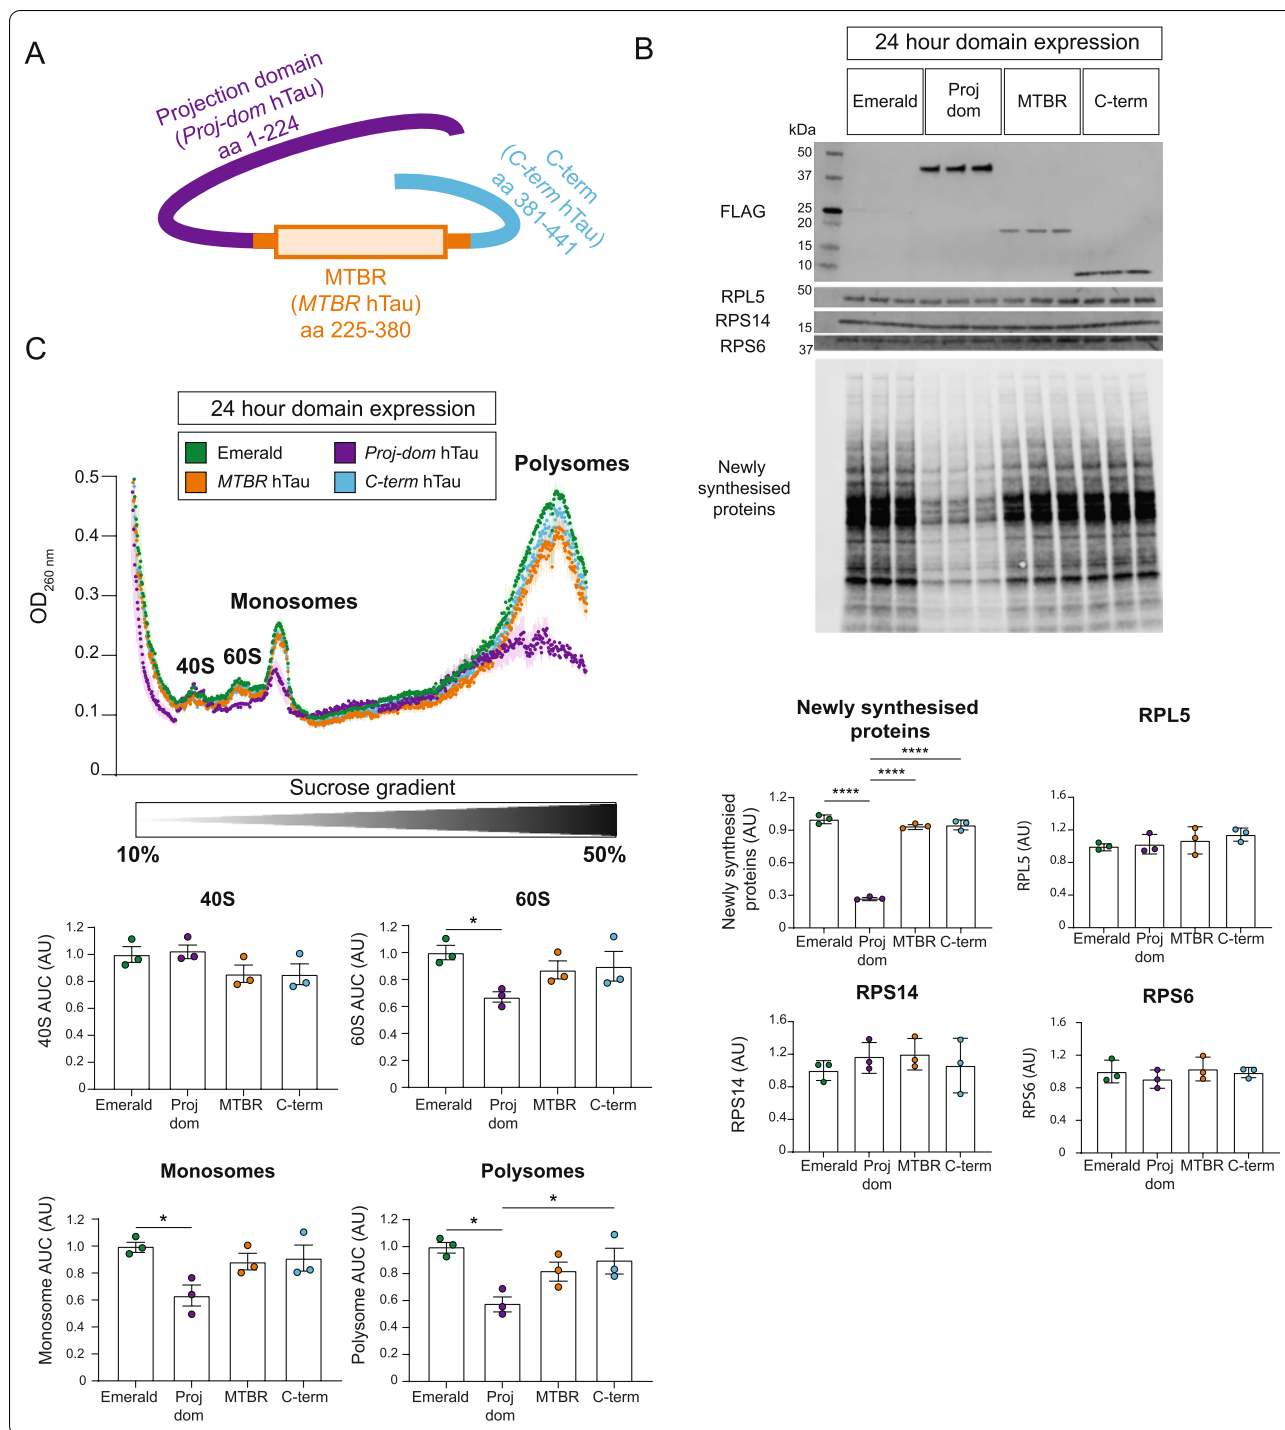 A
Projection domain
(Proj-dom hTau)
aa 1-224
C-term
(C-term hTau)
aa 381-441
MTBR
(MTBR hTau)
aa 225-380
B
24 hour domain expression
Emerald
Proj
dom
MTBR
C-term
kDa
50
37
25
20
15
10
FLAG
50
RPL5
RPS14
15
RPS6
37
Newly
synthesised
proteins
Newly synthesised
proteins
****
****
****
Newly synthesied
proteins (AU)
1.2
0.9
0.6
0.3
0
Emerald
Proj
dom
MTBR
C-term
RPL5
RPL5 (AU)
1.6
1.2
0.8
0.4
0
Emerald
Proj
dom
MTBR
C-term
RPS14
RPS14 (AU)
1.6
1.2
0.8
0.4
0
Emerald
Proj
dom
MTBR
C-term
RPS6
RPS6 (AU)
1.6
1.2
0.8
0.4
0
Emerald
Proj
dom
MTBR
C-term
C
24 hour domain expression
Emerald
Proj-dom hTau
MTBR hTau
C-term hTau
OD260 nm
0.5
0.4
0.3
0.2
0.1
0
40S
60S
Monosomes
Polysomes
Sucrose gradient
10%
50%
40S
40S AUC (AU)
1.2
1.0
0.8
0.6
0.4
0.2
0
Emerald
Proj
dom
MTBR
C-term
60S
*
60S AUC (AU)
1.2
1.0
0.8
0.6
0.4
0.2
0
Emerald
Proj
dom
MTBR
C-term
Monosomes
*
Monosome AUC (AU)
1.2
1.0
0.8
0.6
0.4
0.2
0
Emerald
Proj
dom
MTBR
C-term
Polysomes
*
*
Polysome AUC (AU)
1.2
1.0
0.8
0.6
0.4
0.2
0
Emerald
Proj
dom
MTBR
C-term